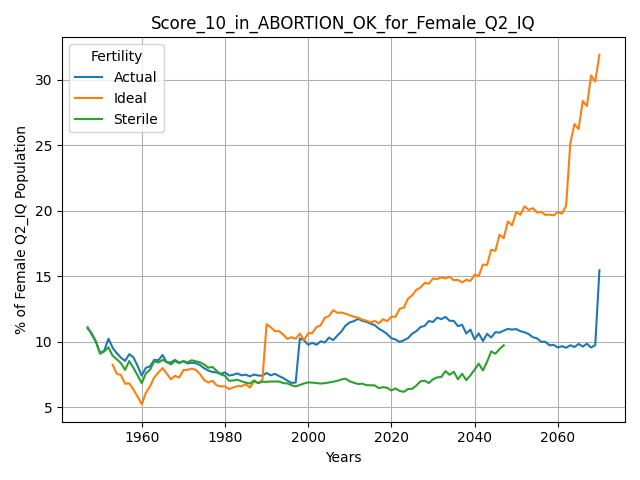 Score_10_in_ABORTION_OK_for_Female_Q2_IQ
Fertility
Actual
Ideal
Sterile
% of Female Q2_IQ Population
30
25
20
15
10
5
1960
1980
2000
2020
2040
2060
Years